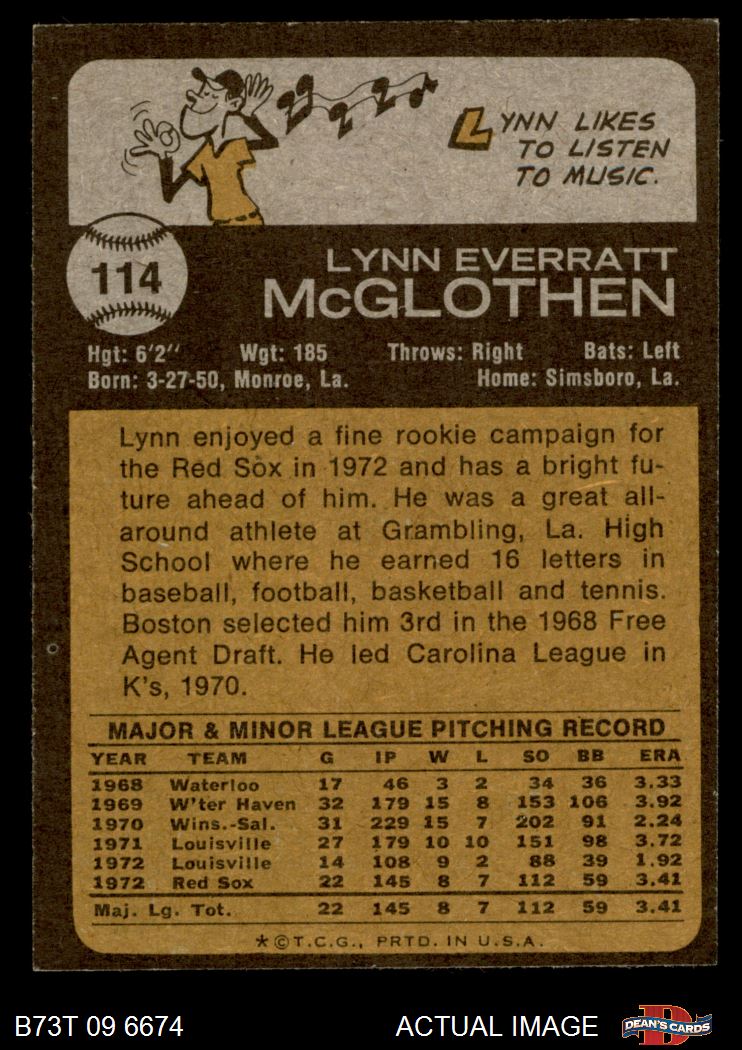 LYNN LIKES
TO LISTEN
TO MUSIC.
114
LYNN EVERRATT
McGLOTHEN
Hgt: 6'2" Wgt: 185 Throws: Right Bats: Left
Born: 3-27-50, Monroe, La. Home: Simsboro, La.
Lynn enjoyed a fine rookie campaign for
the Red Sox in 1972 and has a bright fu-
ture ahead of him. He was a great all-
around athlete at Grambling, La. High
School where he earned 16 letters in
baseball, football, basketball and tennis.
Boston selected him 3rd in the 1968 Free
Agent Draft. He led Carolina League in
K's, 1970.
MAJOR & MINOR LEAGUE PITCHING RECORD
YEAR TEAM G IP W L SO BB ERA
1968 Waterloo 17 46 3 2 34 36 3.33
1969 W'ter Haven 32 179 15 8 153 106 3.92
1970 Wins.-Sal. 31 229 15 7 202 91 2.24
1971 Louisville 27 179 10 10 151 98 3.72
1972 Louisville 14 108 9 2 88 39 1.92
1972 Red Sox 22 145 8 7 112 59 3.41
Maj. Lg. Tot. 22 145 8 7 112 59 3.41
*©T.C.G., PRTD. IN U.S.A.
B73T 09 6674 ACTUAL IMAGE D DEAN'S CARDS